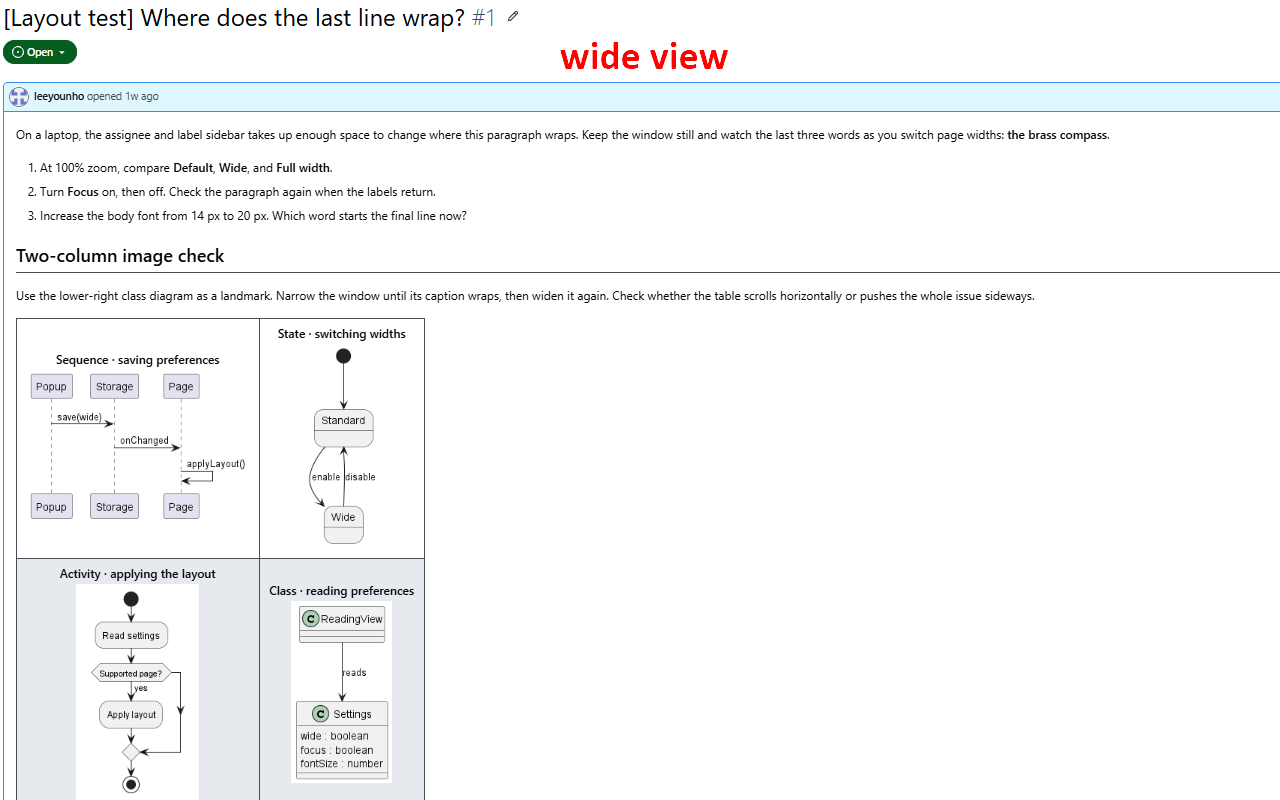 [Layout test] Where does the last line wrap? #1
Open
wide view
leeyounho opened 1w ago
On a laptop, the assignee and label sidebar takes up enough space to change where this paragraph wraps. Keep the window still and watch the last three words as you switch page widths: the brass compass.
1. At 100% zoom, compare Default, Wide, and Full width.
2. Turn Focus on, then off. Check the paragraph again when the labels return.
3. Increase the body font from 14 px to 20 px. Which word starts the final line now?
Two-column image check
Use the lower-right class diagram as a landmark. Narrow the window until its caption wraps, then widen it again. Check whether the table scrolls horizontally or pushes the whole issue sideways.
Sequence · saving preferences
Popup Storage Page
save(wide)
onChanged
applyLayout()
Popup Storage Page
State · switching widths
Standard
enable disable
Wide
Activity · applying the layout
Read settings
Supported page?
yes
Apply layout
Class · reading preferences
C ReadingView
reads
C Settings
wide : boolean
focus : boolean
fontSize : number